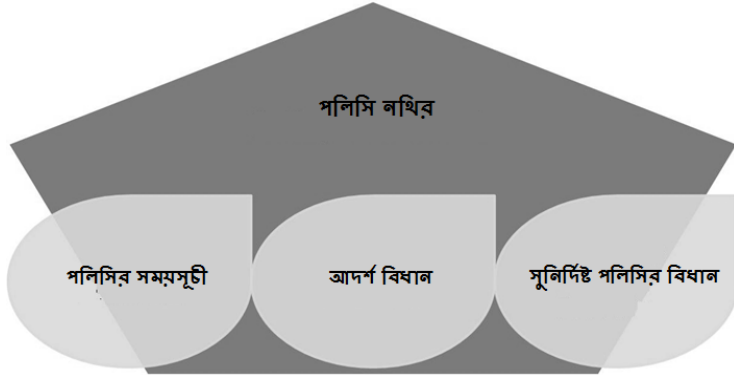 পলিসি নথির
পলিসির সময়সূচী
আদর্শ বিধান
সুনির্দিষ্ট পলিসির বিধান